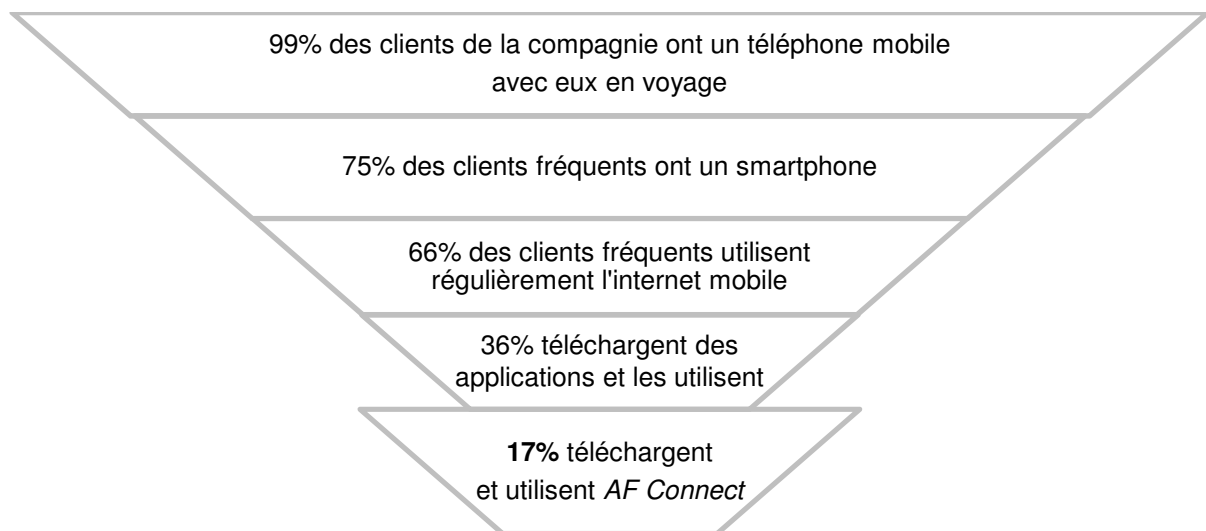 99% des clients de la compagnie ont un téléphone mobile
avec eux en voyage
75% des clients fréquents ont un smartphone
66% des clients fréquents utilisent
régulièrement l'internet mobile
36% téléchargent des
applications et les utilisent
17% téléchargent
et utilisent AF Connect